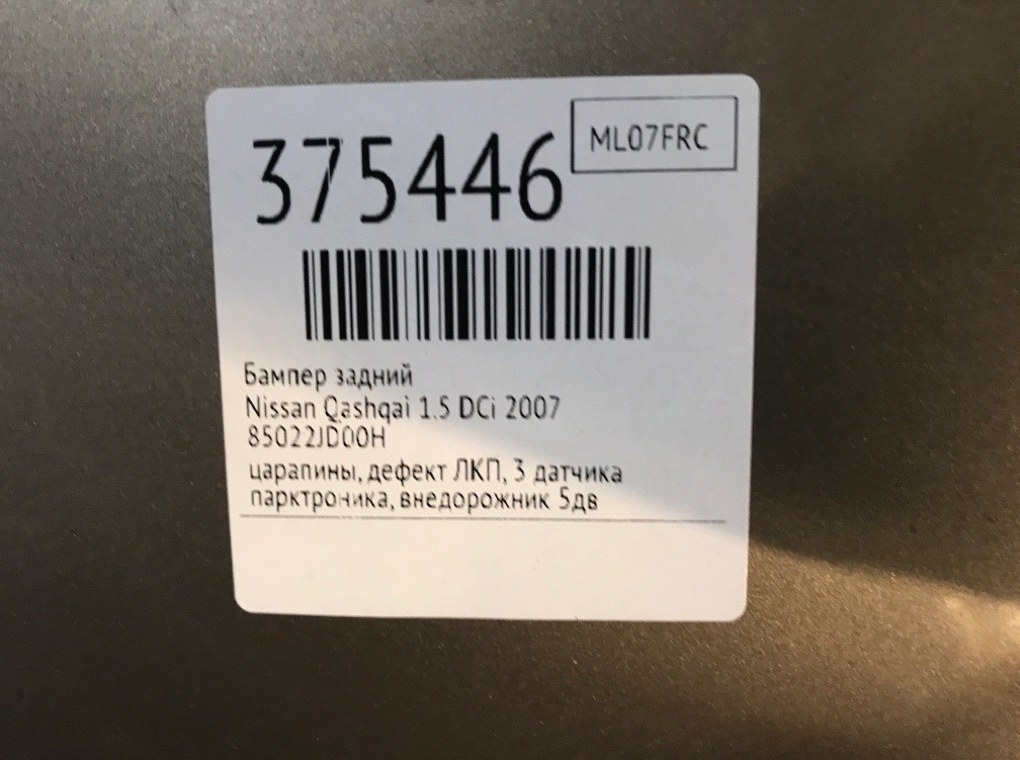 375446
ML07FRC
Бампер задний
Nissan Qashqai 1.5 DCi 2007
85022JD00H
царапины, дефект ЛКП, 3 датчика
парктроника, внедорожник 5дв